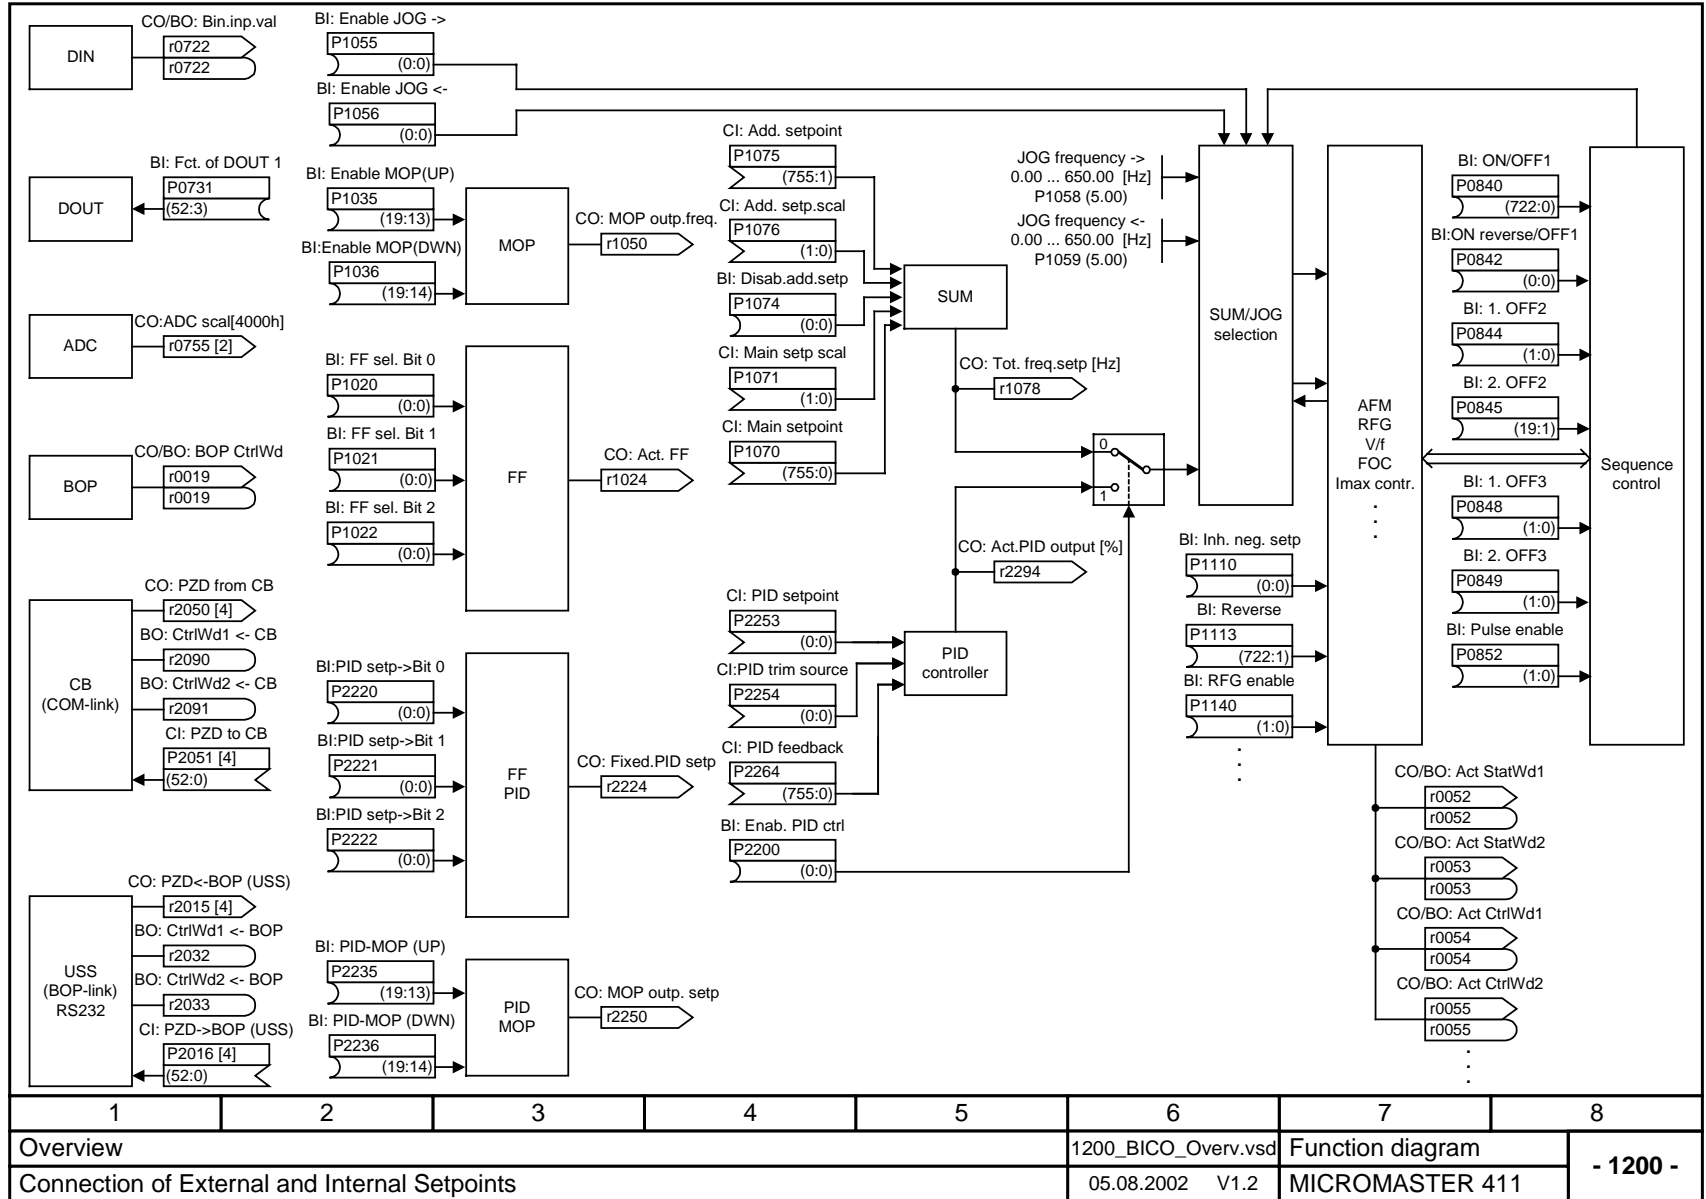 DIN
CO/BO: Bin.inp.val
r0722
r0722
DOUT
BI: Fct. of DOUT 1
P0731
(52:3)
ADC
CO:ADC scal[4000h]
r0755 [2]
BOP
CO/BO: BOP CtrlWd
r0019
r0019
CB
(COM-link)
CO: PZD from CB
r2050 [4]
BO: CtrlWd1 <- CB
r2090
BO: CtrlWd2 <- CB
r2091
CI: PZD to CB
P2051 [4]
(52:0)
USS
(BOP-link)
RS232
CO: PZD<-BOP (USS)
r2015 [4]
BO: CtrlWd1 <- BOP
r2032
BO: CtrlWd2 <- BOP
r2033
CI: PZD->BOP (USS)
P2016 [4]
(52:0)
BI: Enable JOG ->
P1055
(0:0)
BI: Enable JOG <-
P1056
(0:0)
BI: Enable MOP(UP)
P1035
(19:13)
BI:Enable MOP(DWN)
P1036
(19:14)
MOP
CO: MOP outp.freq.
r1050
BI: FF sel. Bit 0
P1020
(0:0)
BI: FF sel. Bit 1
P1021
(0:0)
BI: FF sel. Bit 2
P1022
(0:0)
FF
CO: Act. FF
r1024
BI:PID setp->Bit 0
P2220
(0:0)
BI:PID setp->Bit 1
P2221
(0:0)
BI:PID setp->Bit 2
P2222
(0:0)
FF
PID
CO: Fixed.PID setp
r2224
BI: PID-MOP (UP)
P2235
(19:13)
BI: PID-MOP (DWN)
P2236
(19:14)
PID
MOP
CO: MOP outp. setp
r2250
CI: Add. setpoint
P1075
(755:1)
CI: Add. setp.scal
P1076
(1:0)
BI: Disab.add.setp
P1074
(0:0)
CI: Main setp scal
P1071
(1:0)
CI: Main setpoint
P1070
(755:0)
SUM
CO: Tot. freq.setp [Hz]
r1078
0
1
CO: Act.PID output [%]
r2294
CI: PID setpoint
P2253
(0:0)
CI:PID trim source
P2254
(0:0)
CI: PID feedback
P2264
(755:0)
BI: Enab. PID ctrl
P2200
(0:0)
PID
controller
JOG frequency ->
0.00 ... 650.00 [Hz]
P1058 (5.00)
JOG frequency <-
0.00 ... 650.00 [Hz]
P1059 (5.00)
SUM/JOG
selection
BI: Inh. neg. setp
P1110
(0:0)
BI: Reverse
P1113
(722:1)
BI: RFG enable
P1140
(1:0)
.
.
.
AFM
RFG
V/f
FOC
Imax contr.
.
.
.
BI: ON/OFF1
P0840
(722:0)
BI:ON reverse/OFF1
P0842
(0:0)
BI: 1. OFF2
P0844
(1:0)
BI: 2. OFF2
P0845
(19:1)
BI: 1. OFF3
P0848
(1:0)
BI: 2. OFF3
P0849
(1:0)
BI: Pulse enable
P0852
(1:0)
Sequence
control
CO/BO: Act StatWd1
r0052
r0052
CO/BO: Act StatWd2
r0053
r0053
CO/BO: Act CtrlWd1
r0054
r0054
CO/BO: Act CtrlWd2
r0055
r0055
.
.
.
1 2 3 4 5 6 7 8
Overview
1200_BICO_Overv.vsd
Function diagram
- 1200 -
Connection of External and Internal Setpoints
05.08.2002 V1.2
MICROMASTER 411